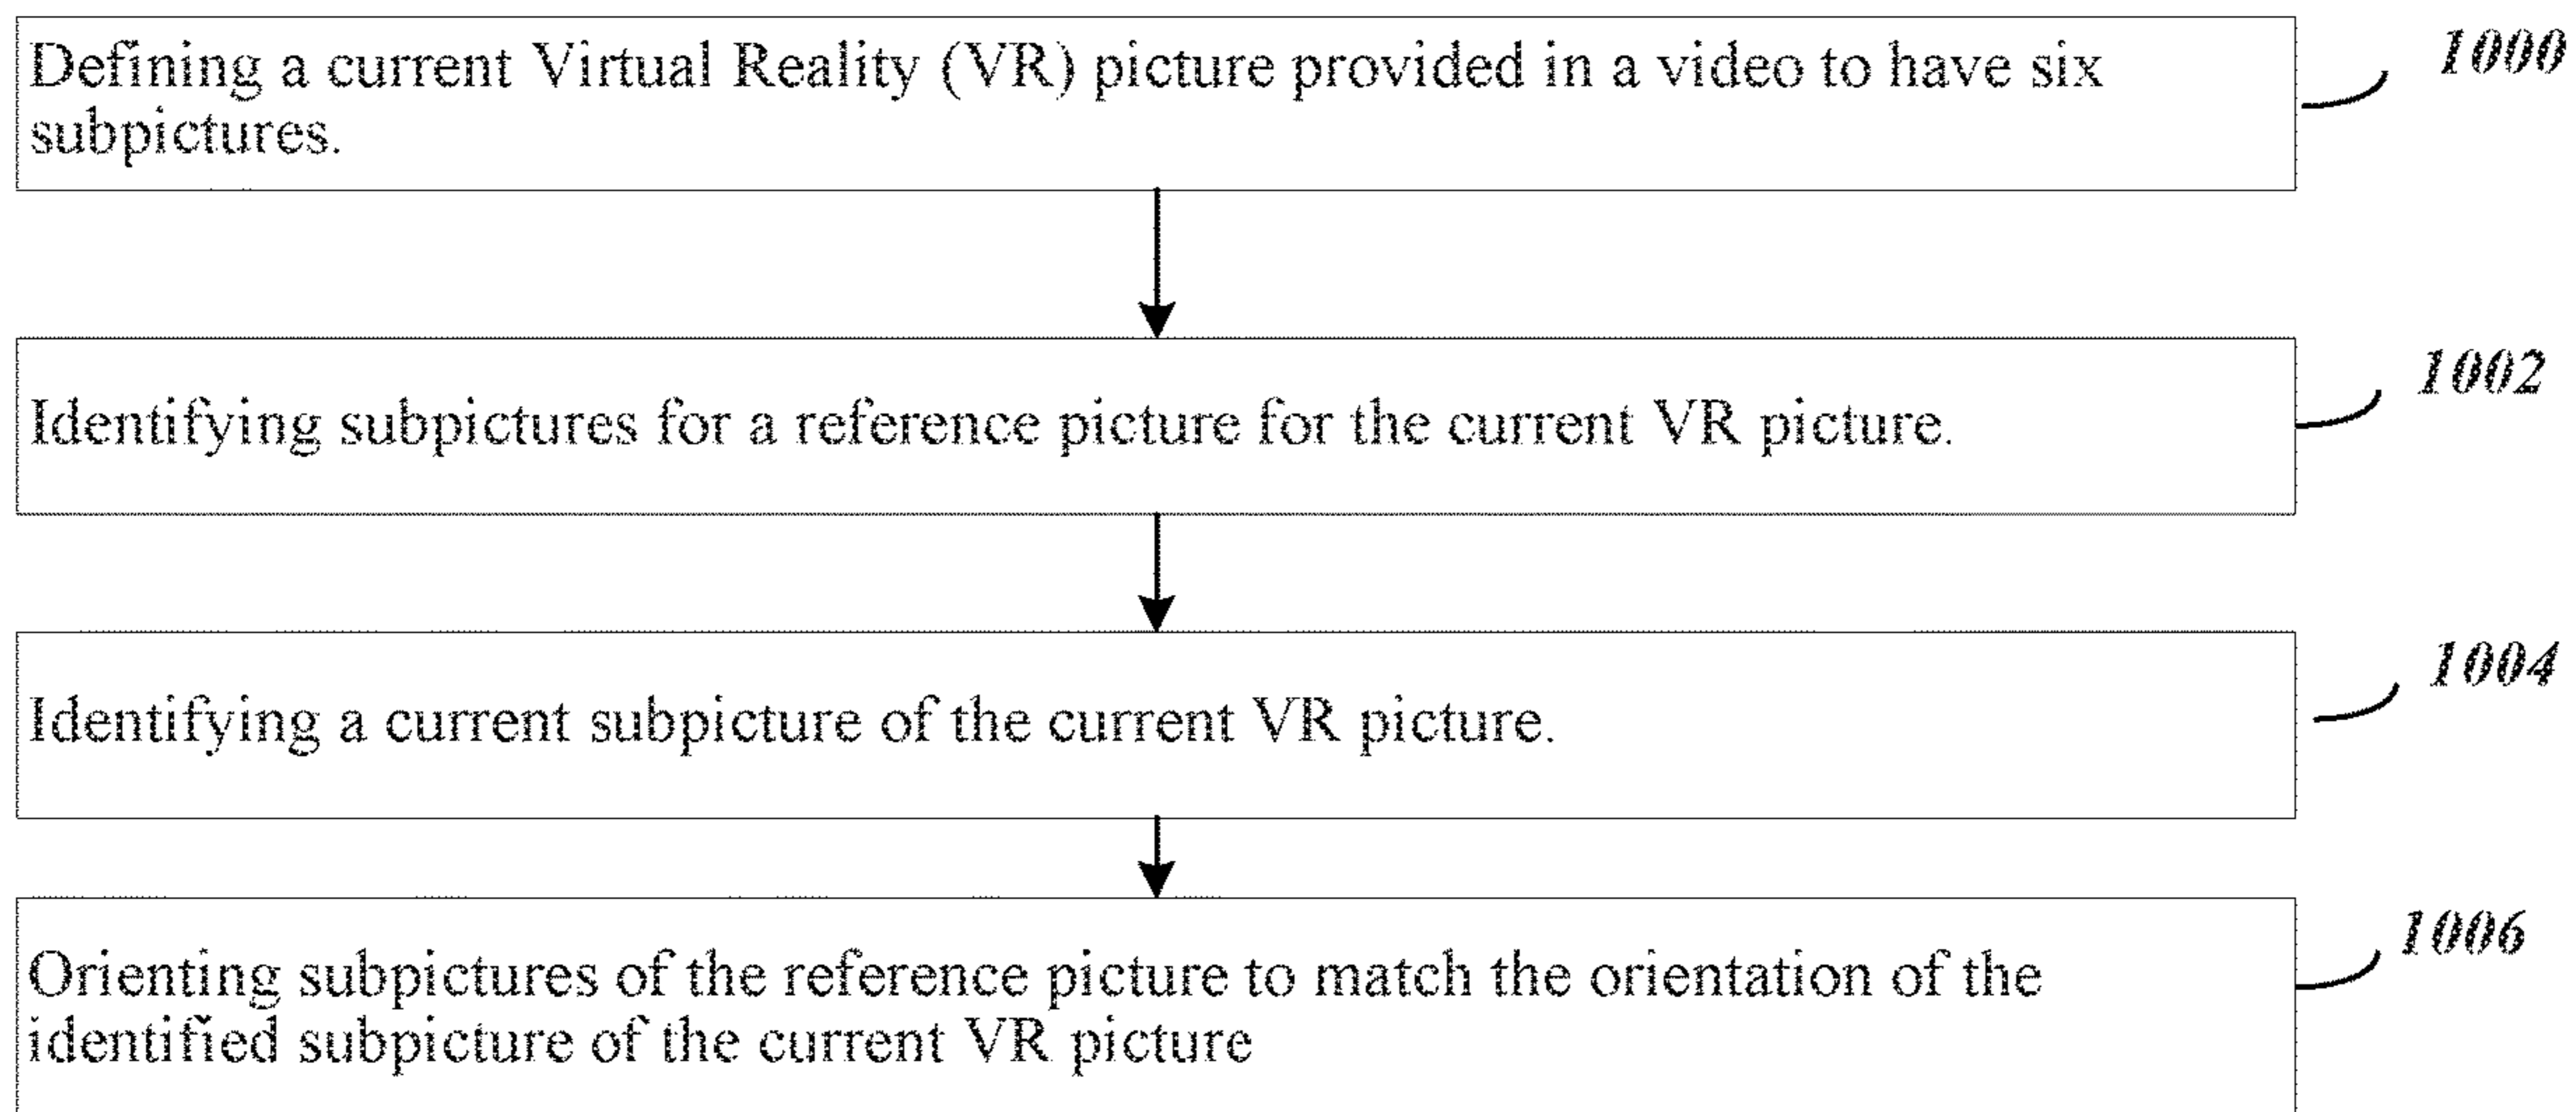 Defining a current Virtual Reality (VR) picture provided in a video to have six
subpictures.
1000
Identifying subpictures for a reference picture for the current VR picture.
1002
Identifying a current subpicture of the current VR picture.
1004
Orienting subpictures of the reference picture to match the orientation of the
identified subpicture of the current VR picture
1006